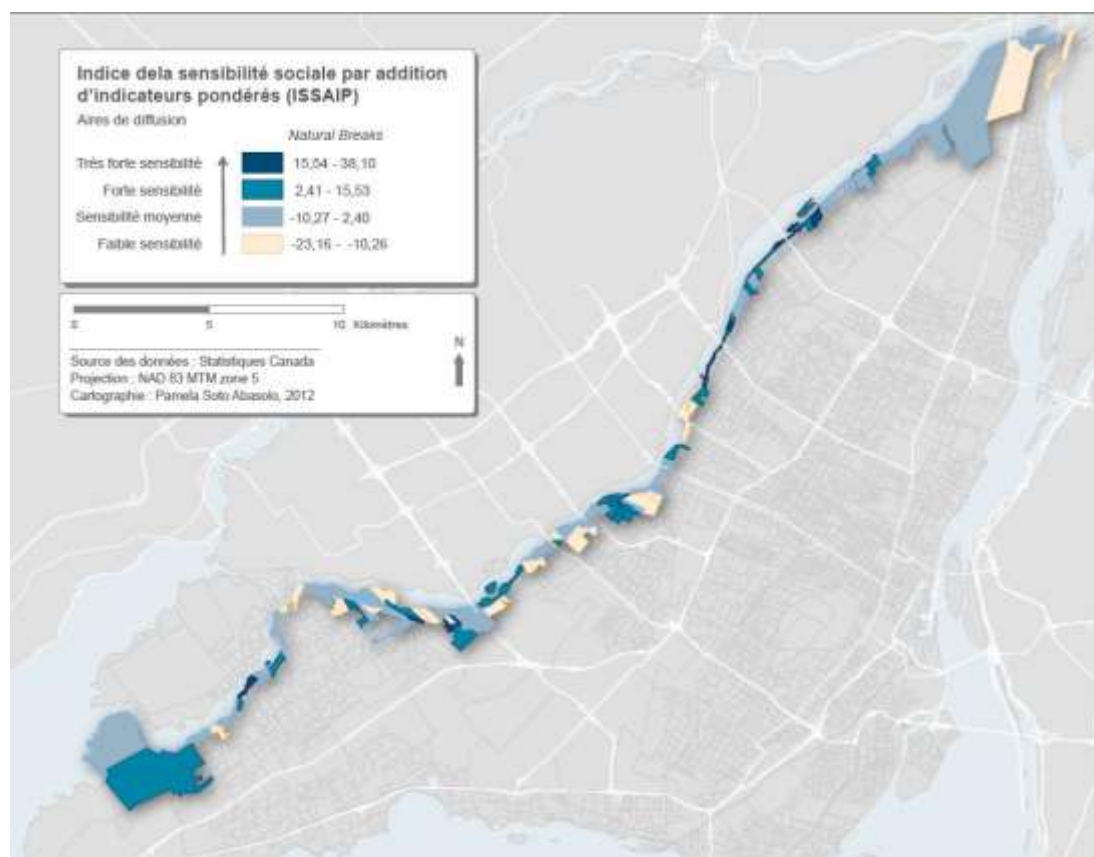 Indice dela sensibilité sociale par addition
d'indicateurs pondérés (ISSAIP)
Aires de diffusion
Natural Breaks
Très forte sensibilité 15,54 - 38,10
Forte sensibilité 2,41 - 15,53
Sensibilité moyenne -10,27 - 2,40
Faible sensibilité -23,16 - -10,26
0 5 10 Kilomètres
N
Source des données : Statistiques Canada
Projection : NAD 83 MTM zone 5
Cartographie : Pamela Soto Abasolo, 2012